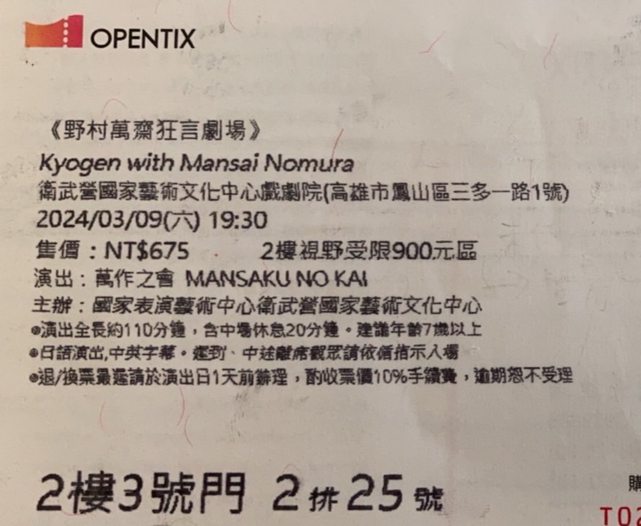 OPENTIX
《野村萬齋狂言劇場》
Kyogen with Mansai Nomura
衛武營國家藝術文化中心戲劇院(高雄市鳳山區三多一路1號)
2024/03/09(六) 19:30
售價:NT$675 2樓視野受限900元區
演出:萬作之會 MANSAKU NO KAI
主辦:國家表演藝術中心衛武營國家藝術文化中心
●演出全長約110分鐘,含中場休息20分鐘。建議年齡7歲以上
●日語演出,中英字幕。遲到、中途離席觀眾請依循指示入場
●退/換票最遲請於演出日1天前辦理,酌收票價10%手續費,逾期恕不受理
2樓3號門 2排25號
購
T02